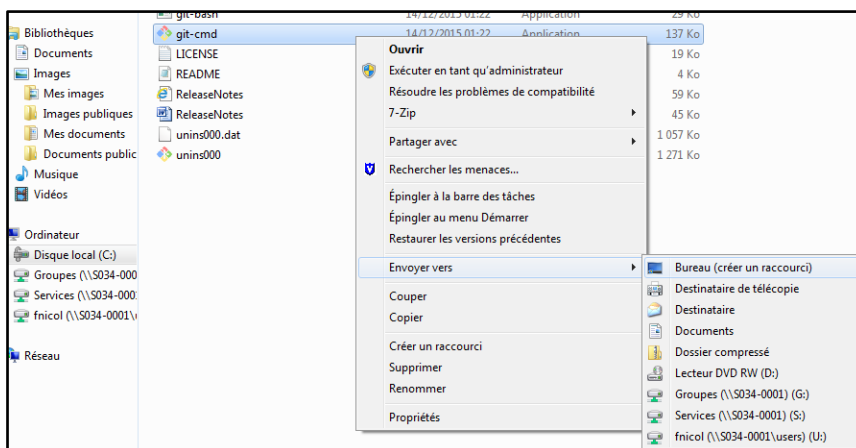 git-bash 14/12/2015 01:22 Application 29 Ko
Bibliothèques
git-cmd 14/12/2015 01:22 Application 137 Ko
Documents
LICENSE 19 Ko
Images
README 4 Ko
Mes images
ReleaseNotes 59 Ko
Images publiques
ReleaseNotes 45 Ko
Mes documents
unins000.dat 1 057 Ko
Documents public
unins000 1 271 Ko
Musique
Vidéos
Ordinateur
Disque local (C:)
Groupes (\\S034-000
Services (\\S034-000
fnicol (\\S034-0001\u
Réseau
Ouvrir
Exécuter en tant qu'administrateur
Résoudre les problèmes de compatibilité
7-Zip
Partager avec
Rechercher les menaces...
Épingler à la barre des tâches
Épingler au menu Démarrer
Restaurer les versions précédentes
Envoyer vers
Couper
Copier
Créer un raccourci
Supprimer
Renommer
Propriétés
Bureau (créer un raccourci)
Destinataire de télécopie
Destinataire
Documents
Dossier compressé
Lecteur DVD RW (D:)
Groupes (\\S034-0001) (G:)
Services (\\S034-0001) (S:)
fnicol (\\S034-0001\users) (U:)